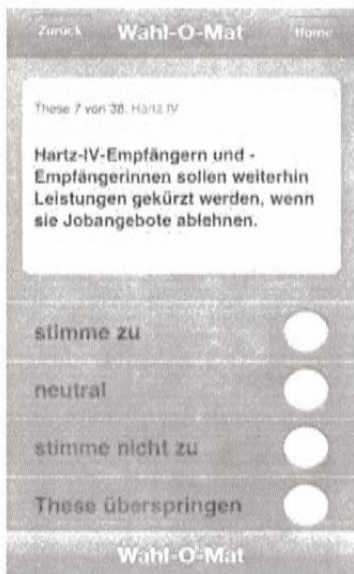 Zurück Wahl-O-Mat Home
These 7 von 38. Hartz IV
Hartz-IV-Empfängern und -
Empfängerinnen sollen weiterhin
Leistungen gekürzt werden, wenn
sie Jobangebote ablehnen.
stimme zu
neutral
stimme nicht zu
These überspringen
Wahl-O-Mat